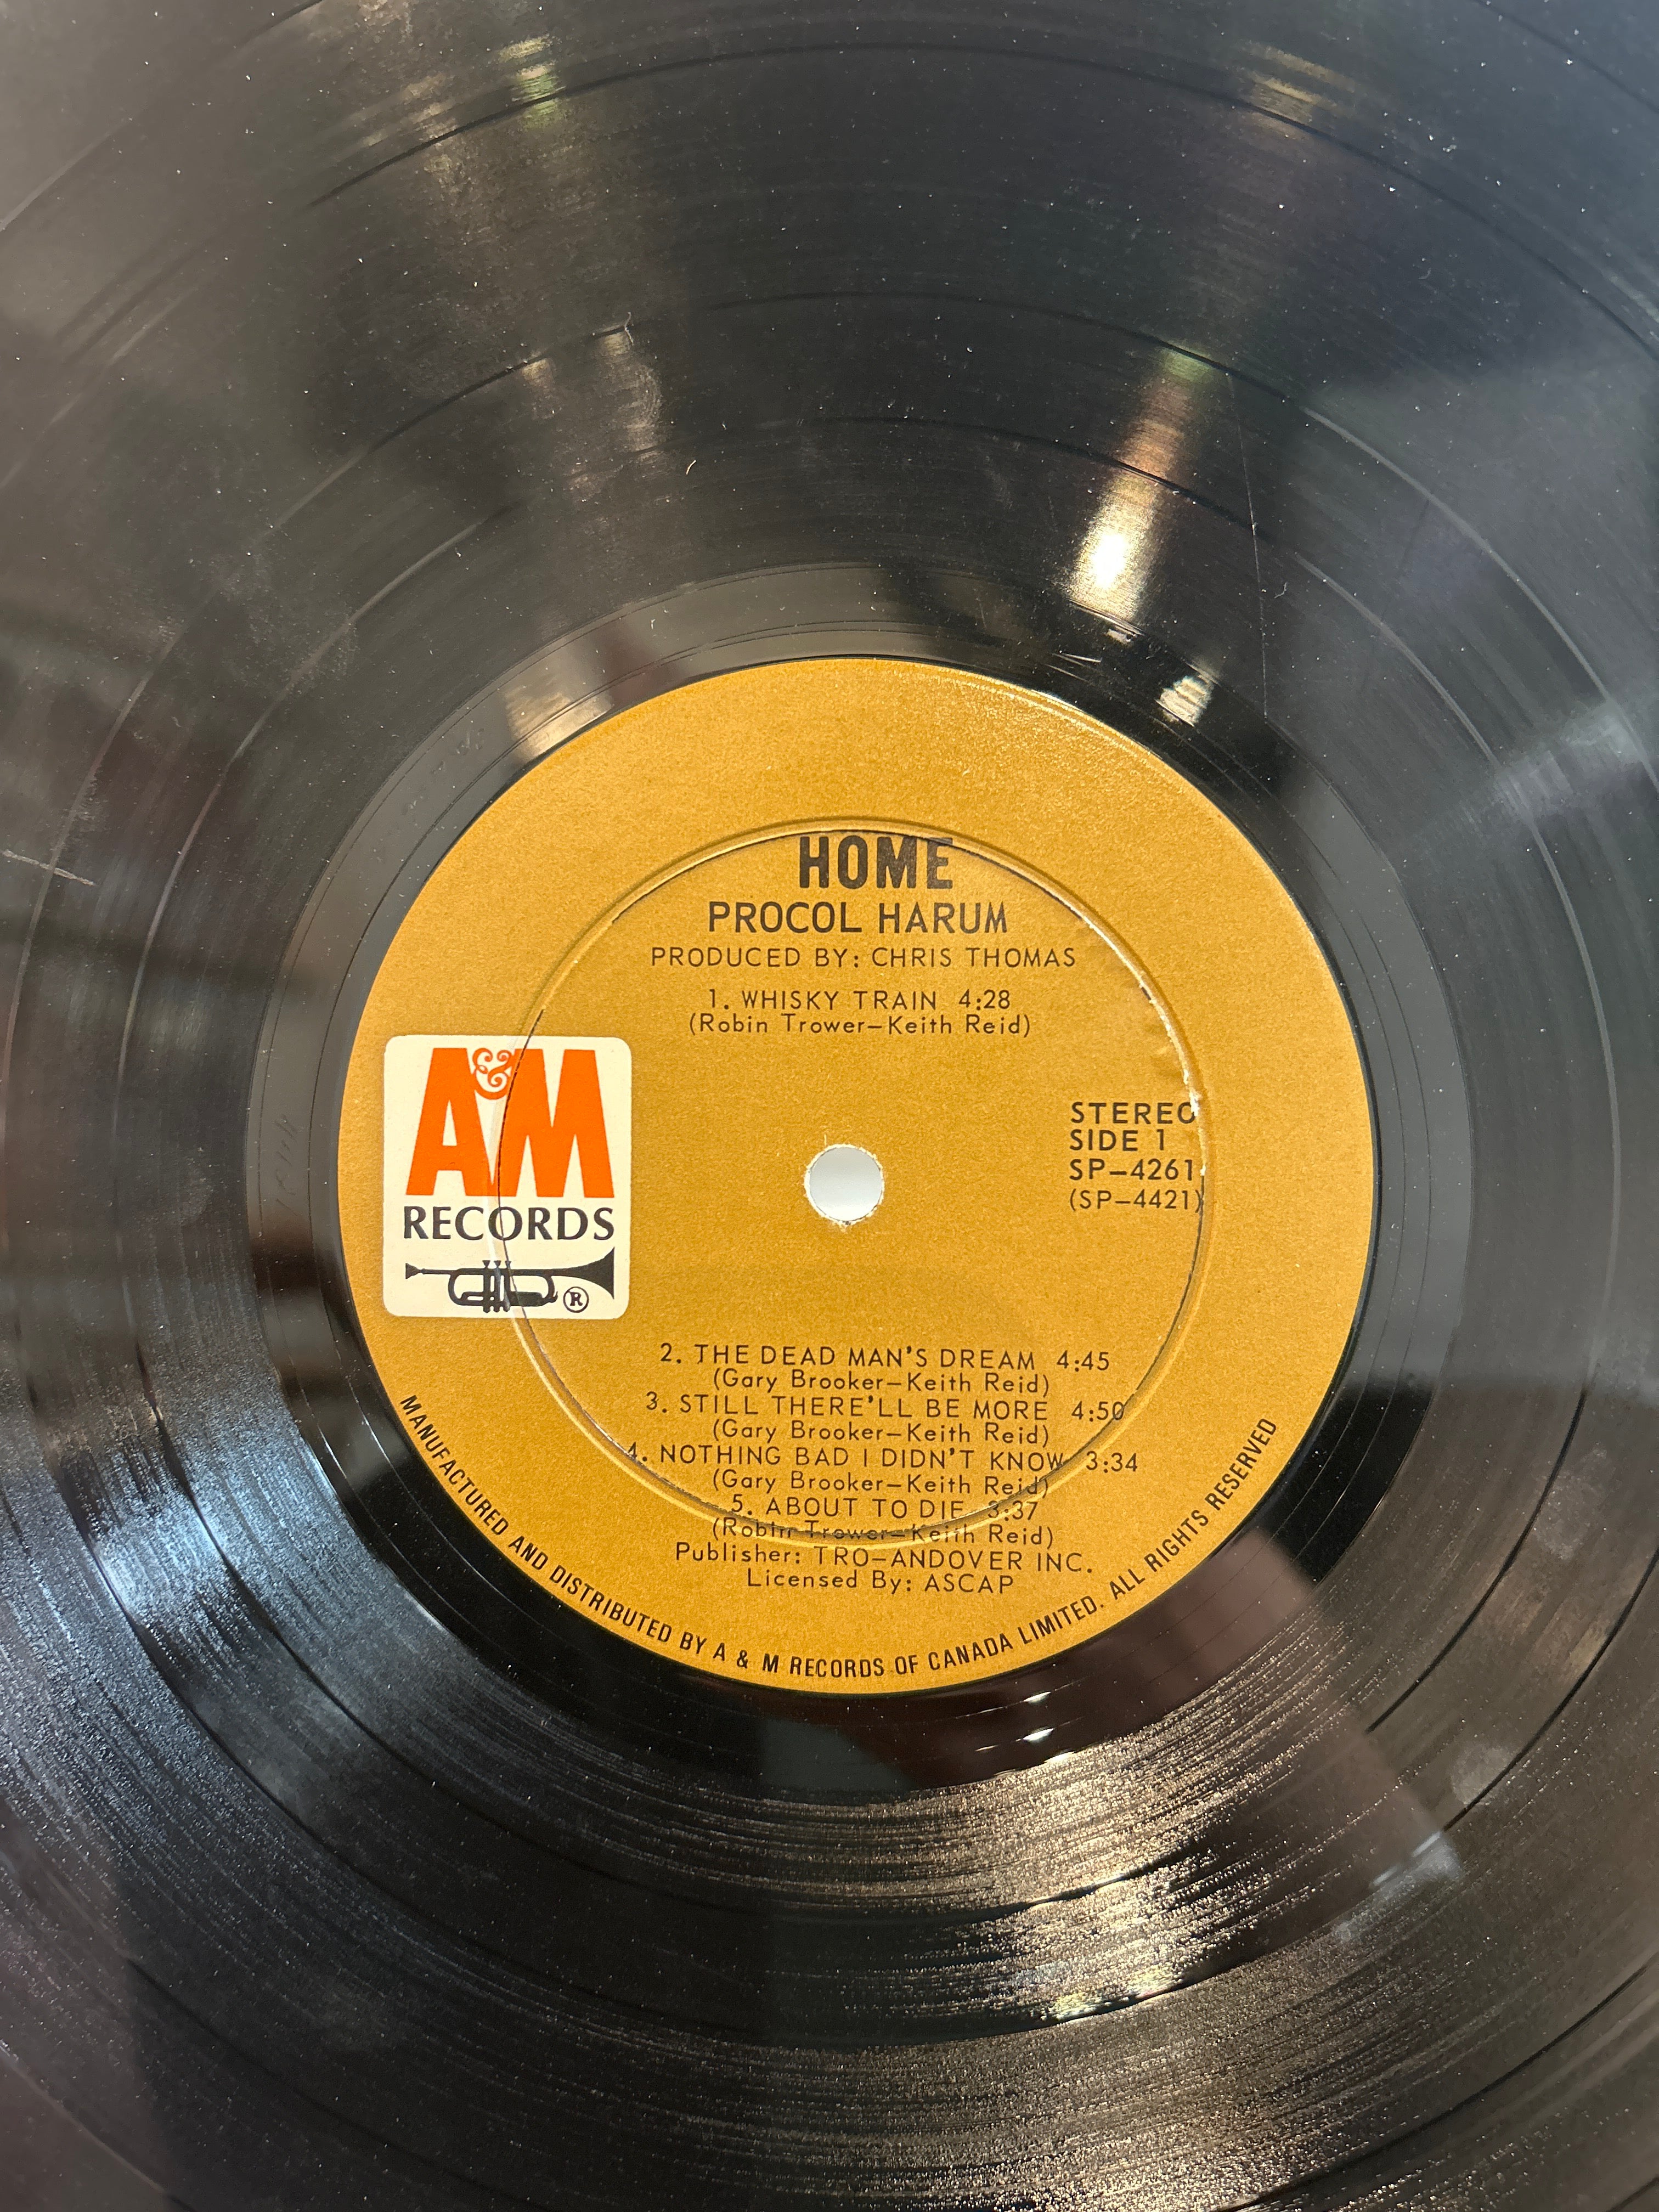 HOME
PROCOL HARUM
PRODUCED BY: CHRIS THOMAS
1. WHISKY TRAIN 4:28
(Robin Trower-Keith Reid)
A&M
RECORDS
®
STEREO
SIDE 1
SP-4261
(SP-4421)
2. THE DEAD MAN'S DREAM 4:45
(Gary Brooker-Keith Reid)
3. STILL THERE'LL BE MORE 4:50
(Gary Brooker-Keith Reid)
4. NOTHING BAD I DIDN'T KNOW 3:34
(Gary Brooker-Keith Reid)
5. ABOUT TO DIE 3:37
(Robin Trower-Keith Reid)
Publisher: TRO-ANDOVER INC.
Licensed By: ASCAP
MANUFACTURED AND DISTRIBUTED BY A & M RECORDS OF CANADA LIMITED. ALL RIGHTS RESERVED